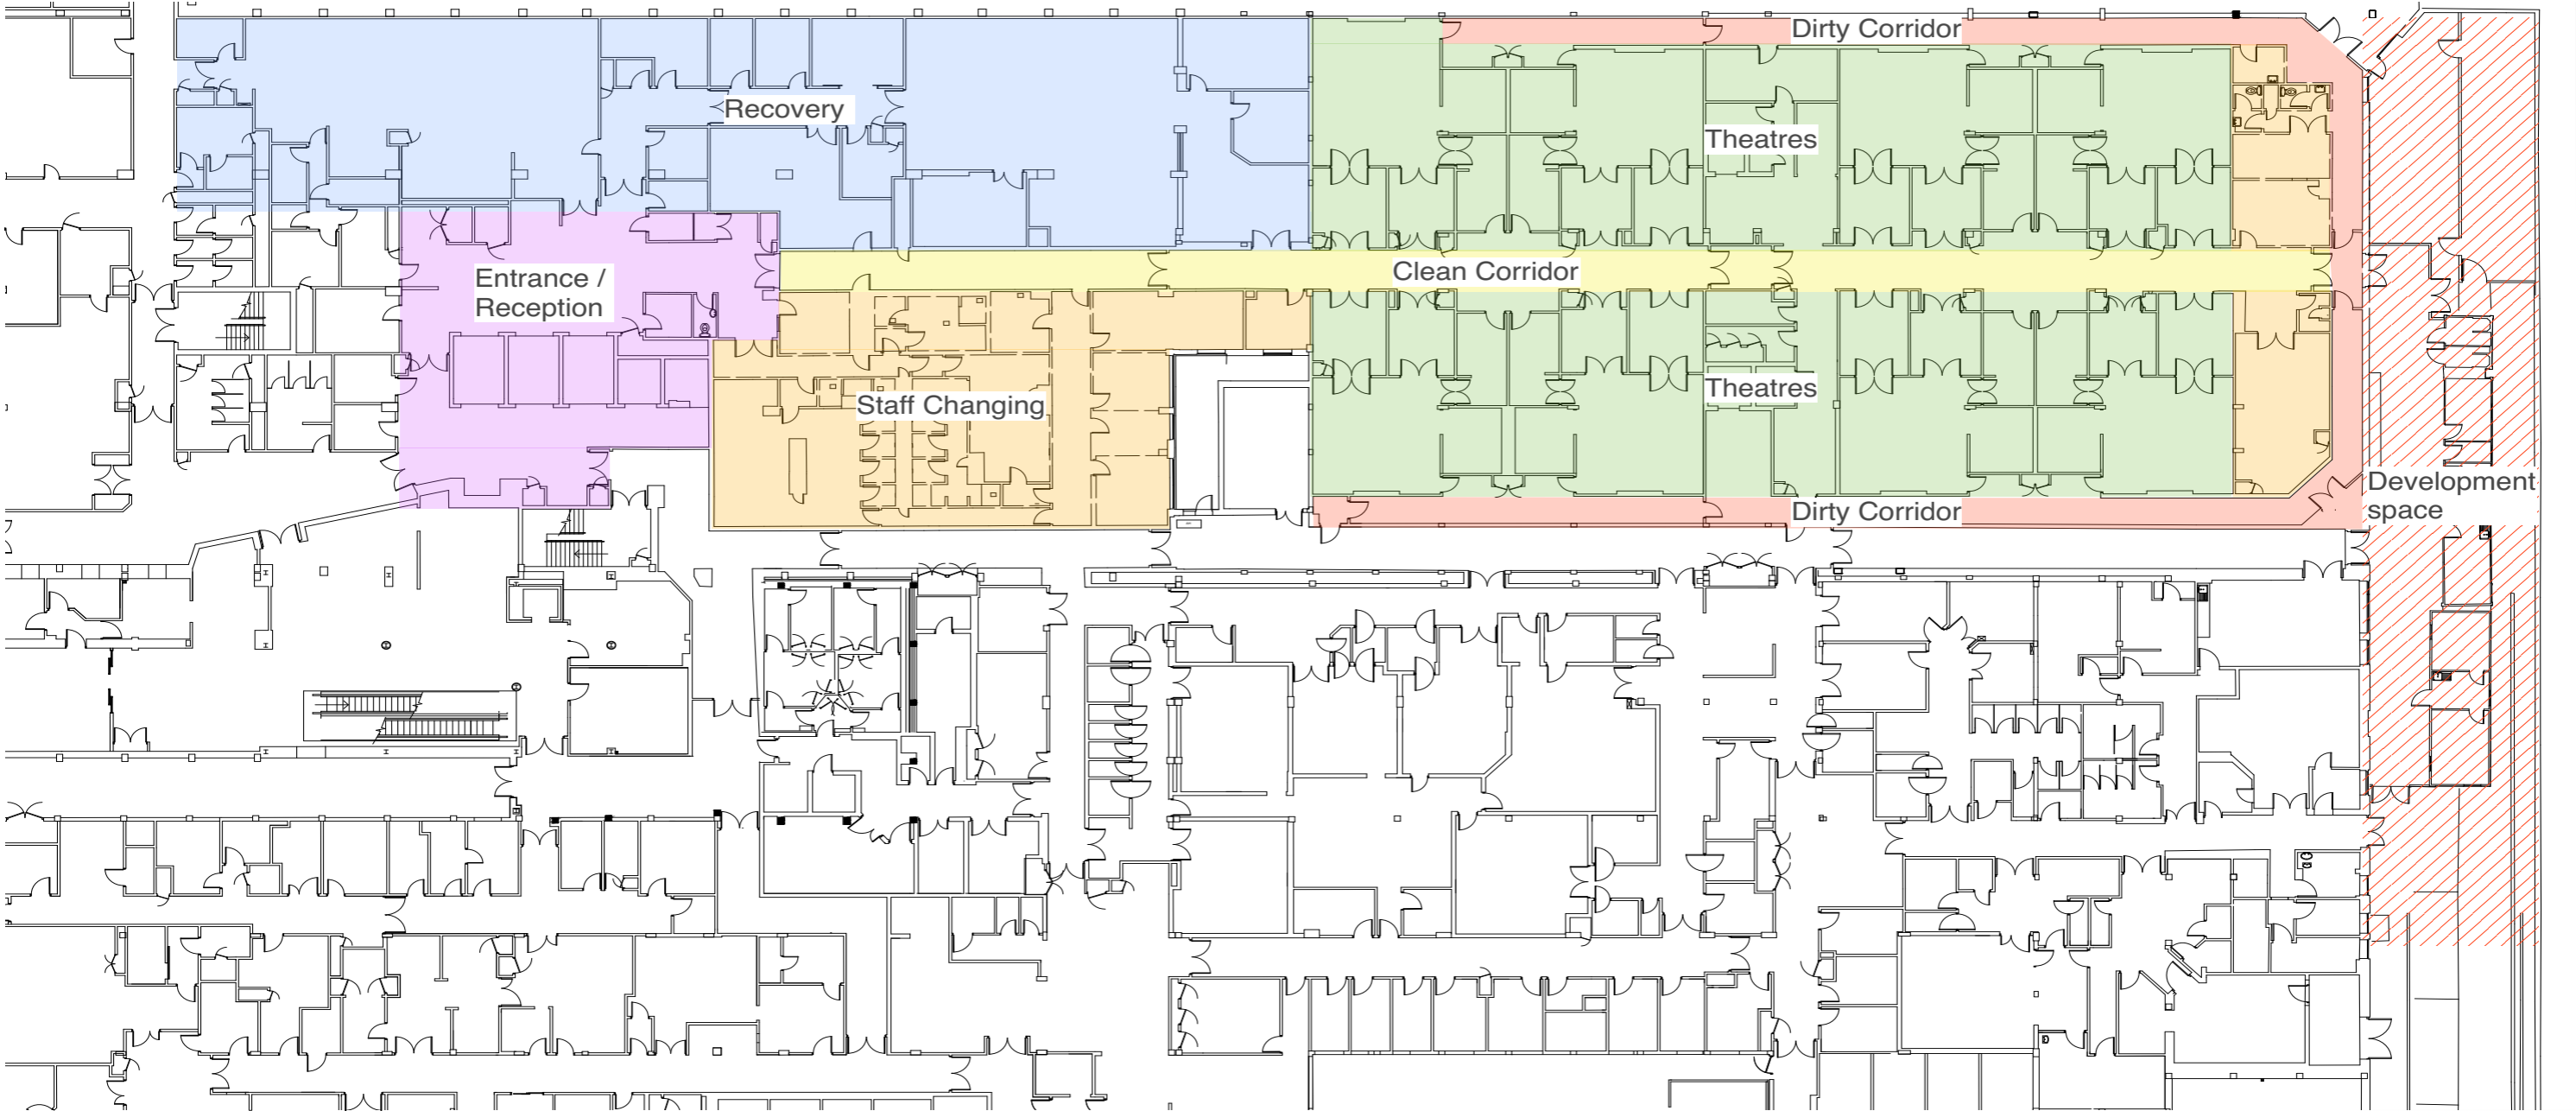 Dirty Corridor
Recovery
Theatres
Entrance /
Reception
Clean Corridor
Staff Changing
Theatres
Development
space
Dirty Corridor